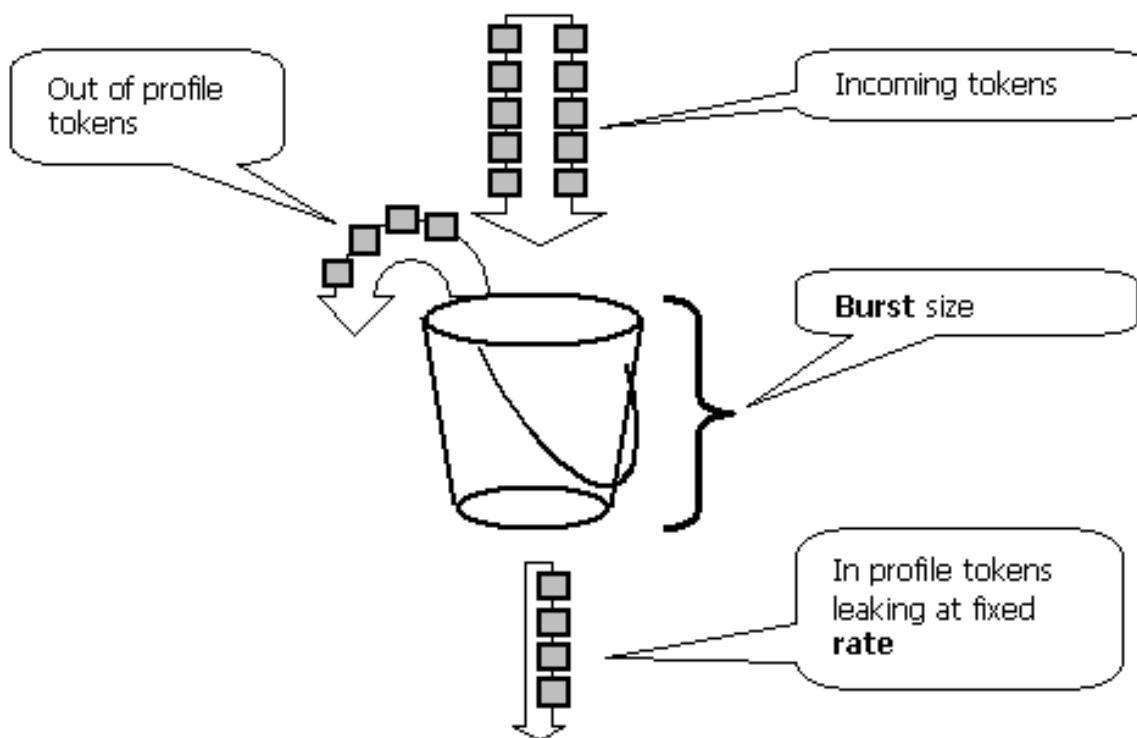 Out of profile
tokens
Incoming tokens
Burst size
In profile tokens
leaking at fixed
rate